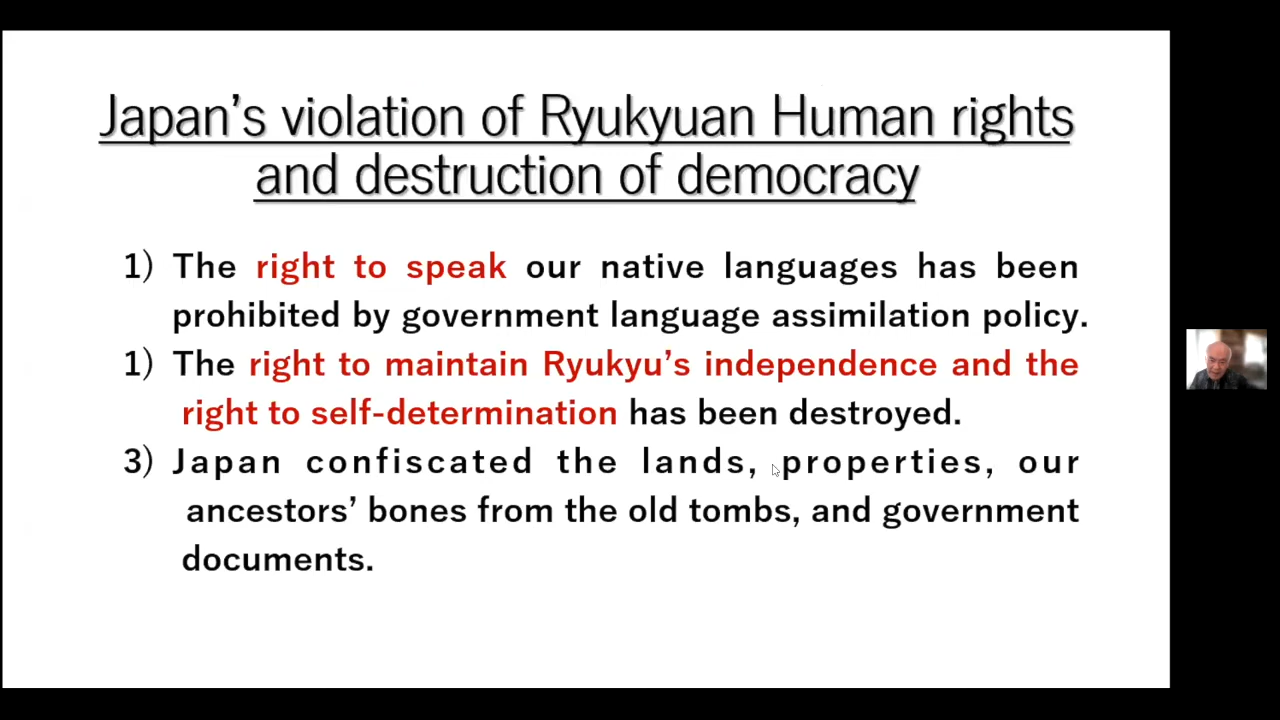 Japan’s violation of Ryukyuan Human rights
and destruction of democracy
1) The right to speak our native languages has been
prohibited by government language assimilation policy.
1) The right to maintain Ryukyu’s independence and the
right to self-determination has been destroyed.
3) Japan confiscated the lands, properties, our
ancestors’ bones from the old tombs, and government
documents.